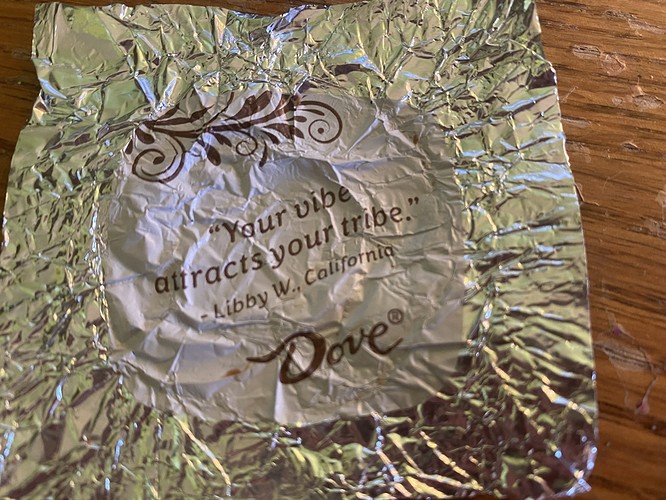 “Your vibe
attracts your tribe.”
- Libby W., California
Dove®